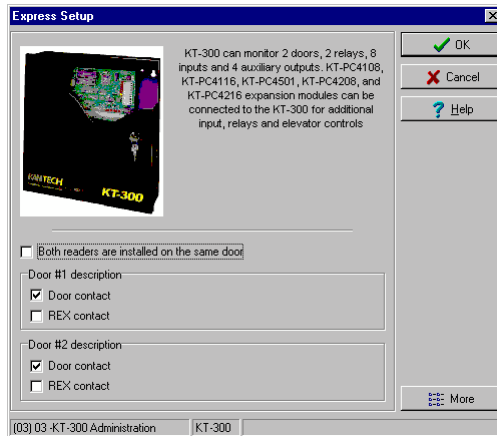 Express Setup
KT-300 can monitor 2 doors, 2 relays, 8
inputs and 4 auxiliary outputs. KT-PC4108,
KT-PC4116, KT-PC4501, KT-PC4208, and
KT-PC4216 expansion modules can be
connected to the KT-300 for additional
input, relays and elevator controls
KANTECH
KT-300
OK
Cancel
Help
Both readers are installed on the same door
Door #1 description
Door contact
REX contact
Door #2 description
Door contact
REX contact
More
(03) 03 -KT-300 Administration
KT-300